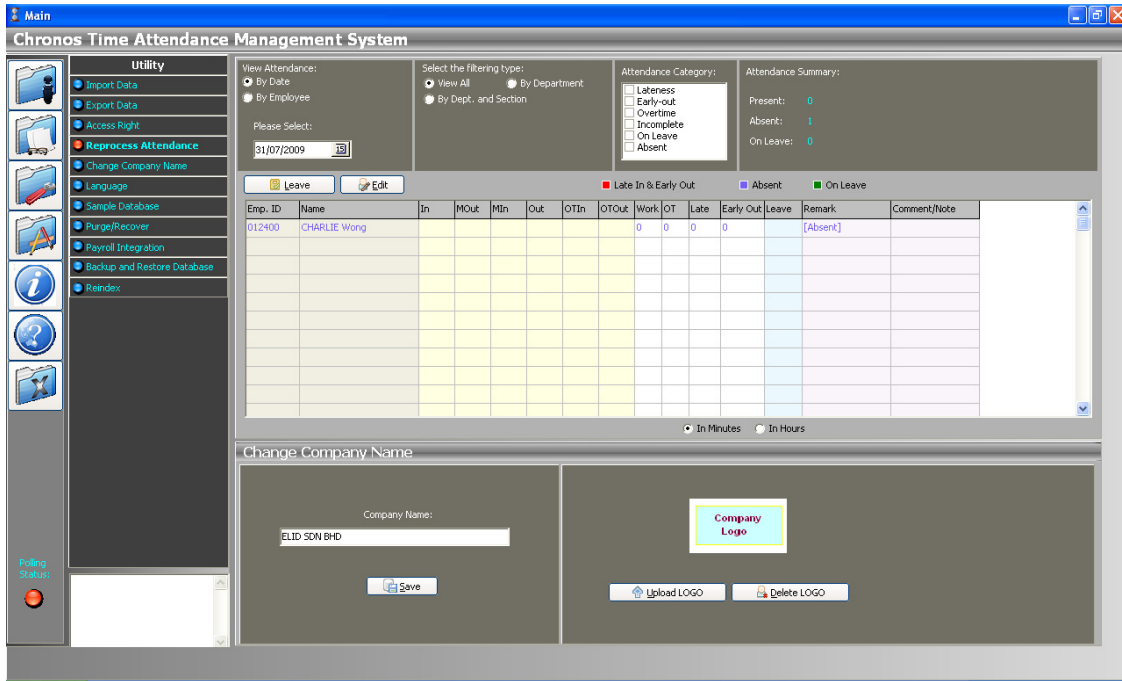 Main
Chronos Time Attendance Management System
Utility
Import Data
Export Data
Access Right
Reprocess Attendance
Change Company Name
Language
Sample Database
Purge/Recover
Payroll Integration
Backup and Restore Database
Reindex
Polling
Status:
View Attendance:
By Date
By Employee
Please Select:
31/07/2009 15
Select the filtering type:
View All By Department
By Dept. and Section
Attendance Category:
Lateness
Early-out
Overtime
Incomplete
On Leave
Absent
Attendance Summary:
Present: 0
Absent: 1
On Leave: 0
Leave Edit
Late In & Early Out Absent On Leave
Emp. ID Name In MOut MIn Out OTIn OTOut Work OT Late Early Out Leave Remark Comment/Note
012400 CHARLIE Wong 0 0 0 0 [Absent]
In Minutes In Hours
Change Company Name
Company Name:
ELID SDN BHD
Save
Company
Logo
Upload LOGO Delete LOGO